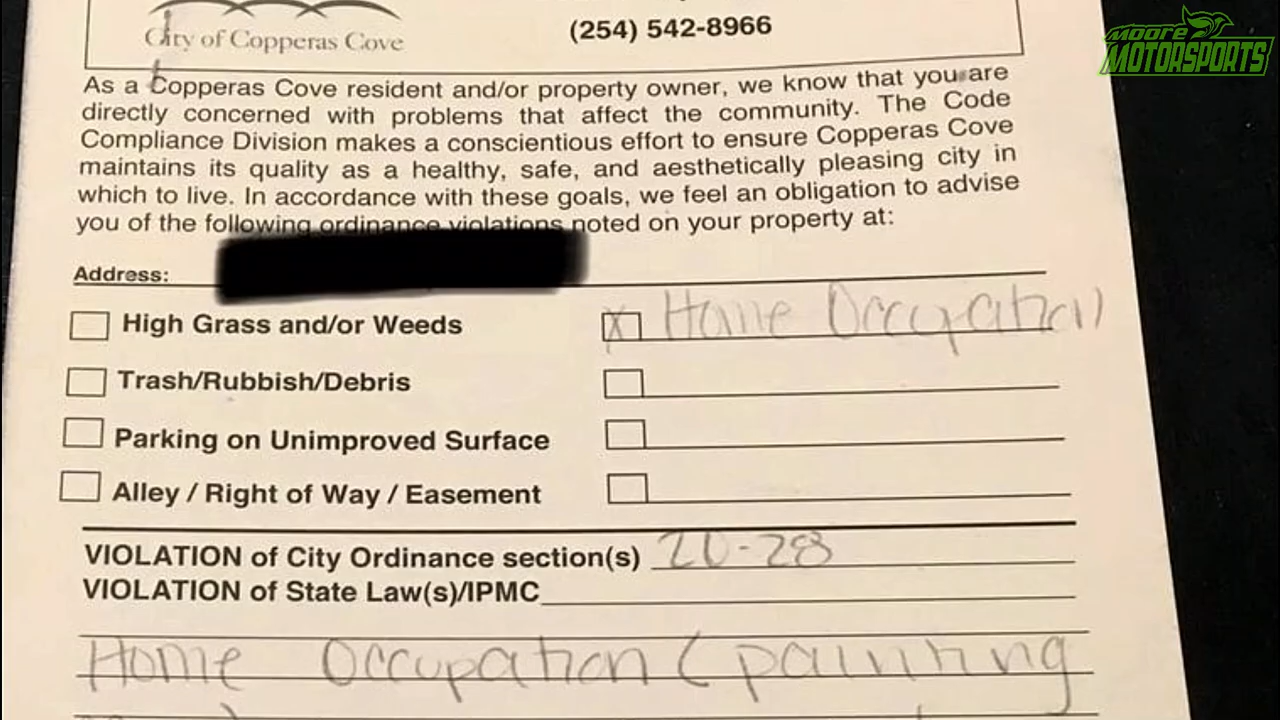 City of Copperas Cove
(254) 542-8966
MOORE
MOTORSPORTS
As a Copperas Cove resident and/or property owner, we know that you are
directly concerned with problems that affect the community. The Code
Compliance Division makes a conscientious effort to ensure Copperas Cove
maintains its quality as a healthy, safe, and aesthetically pleasing city in
which to live. In accordance with these goals, we feel an obligation to advise
you of the following ordinance violations noted on your property at:
Address:
High Grass and/or Weeds
X Home Occupation
Trash/Rubbish/Debris
Parking on Unimproved Surface
Alley / Right of Way / Easement
VIOLATION of City Ordinance section(s) 20-28
VIOLATION of State Law(s)/IPMC
Home Occupation (painting